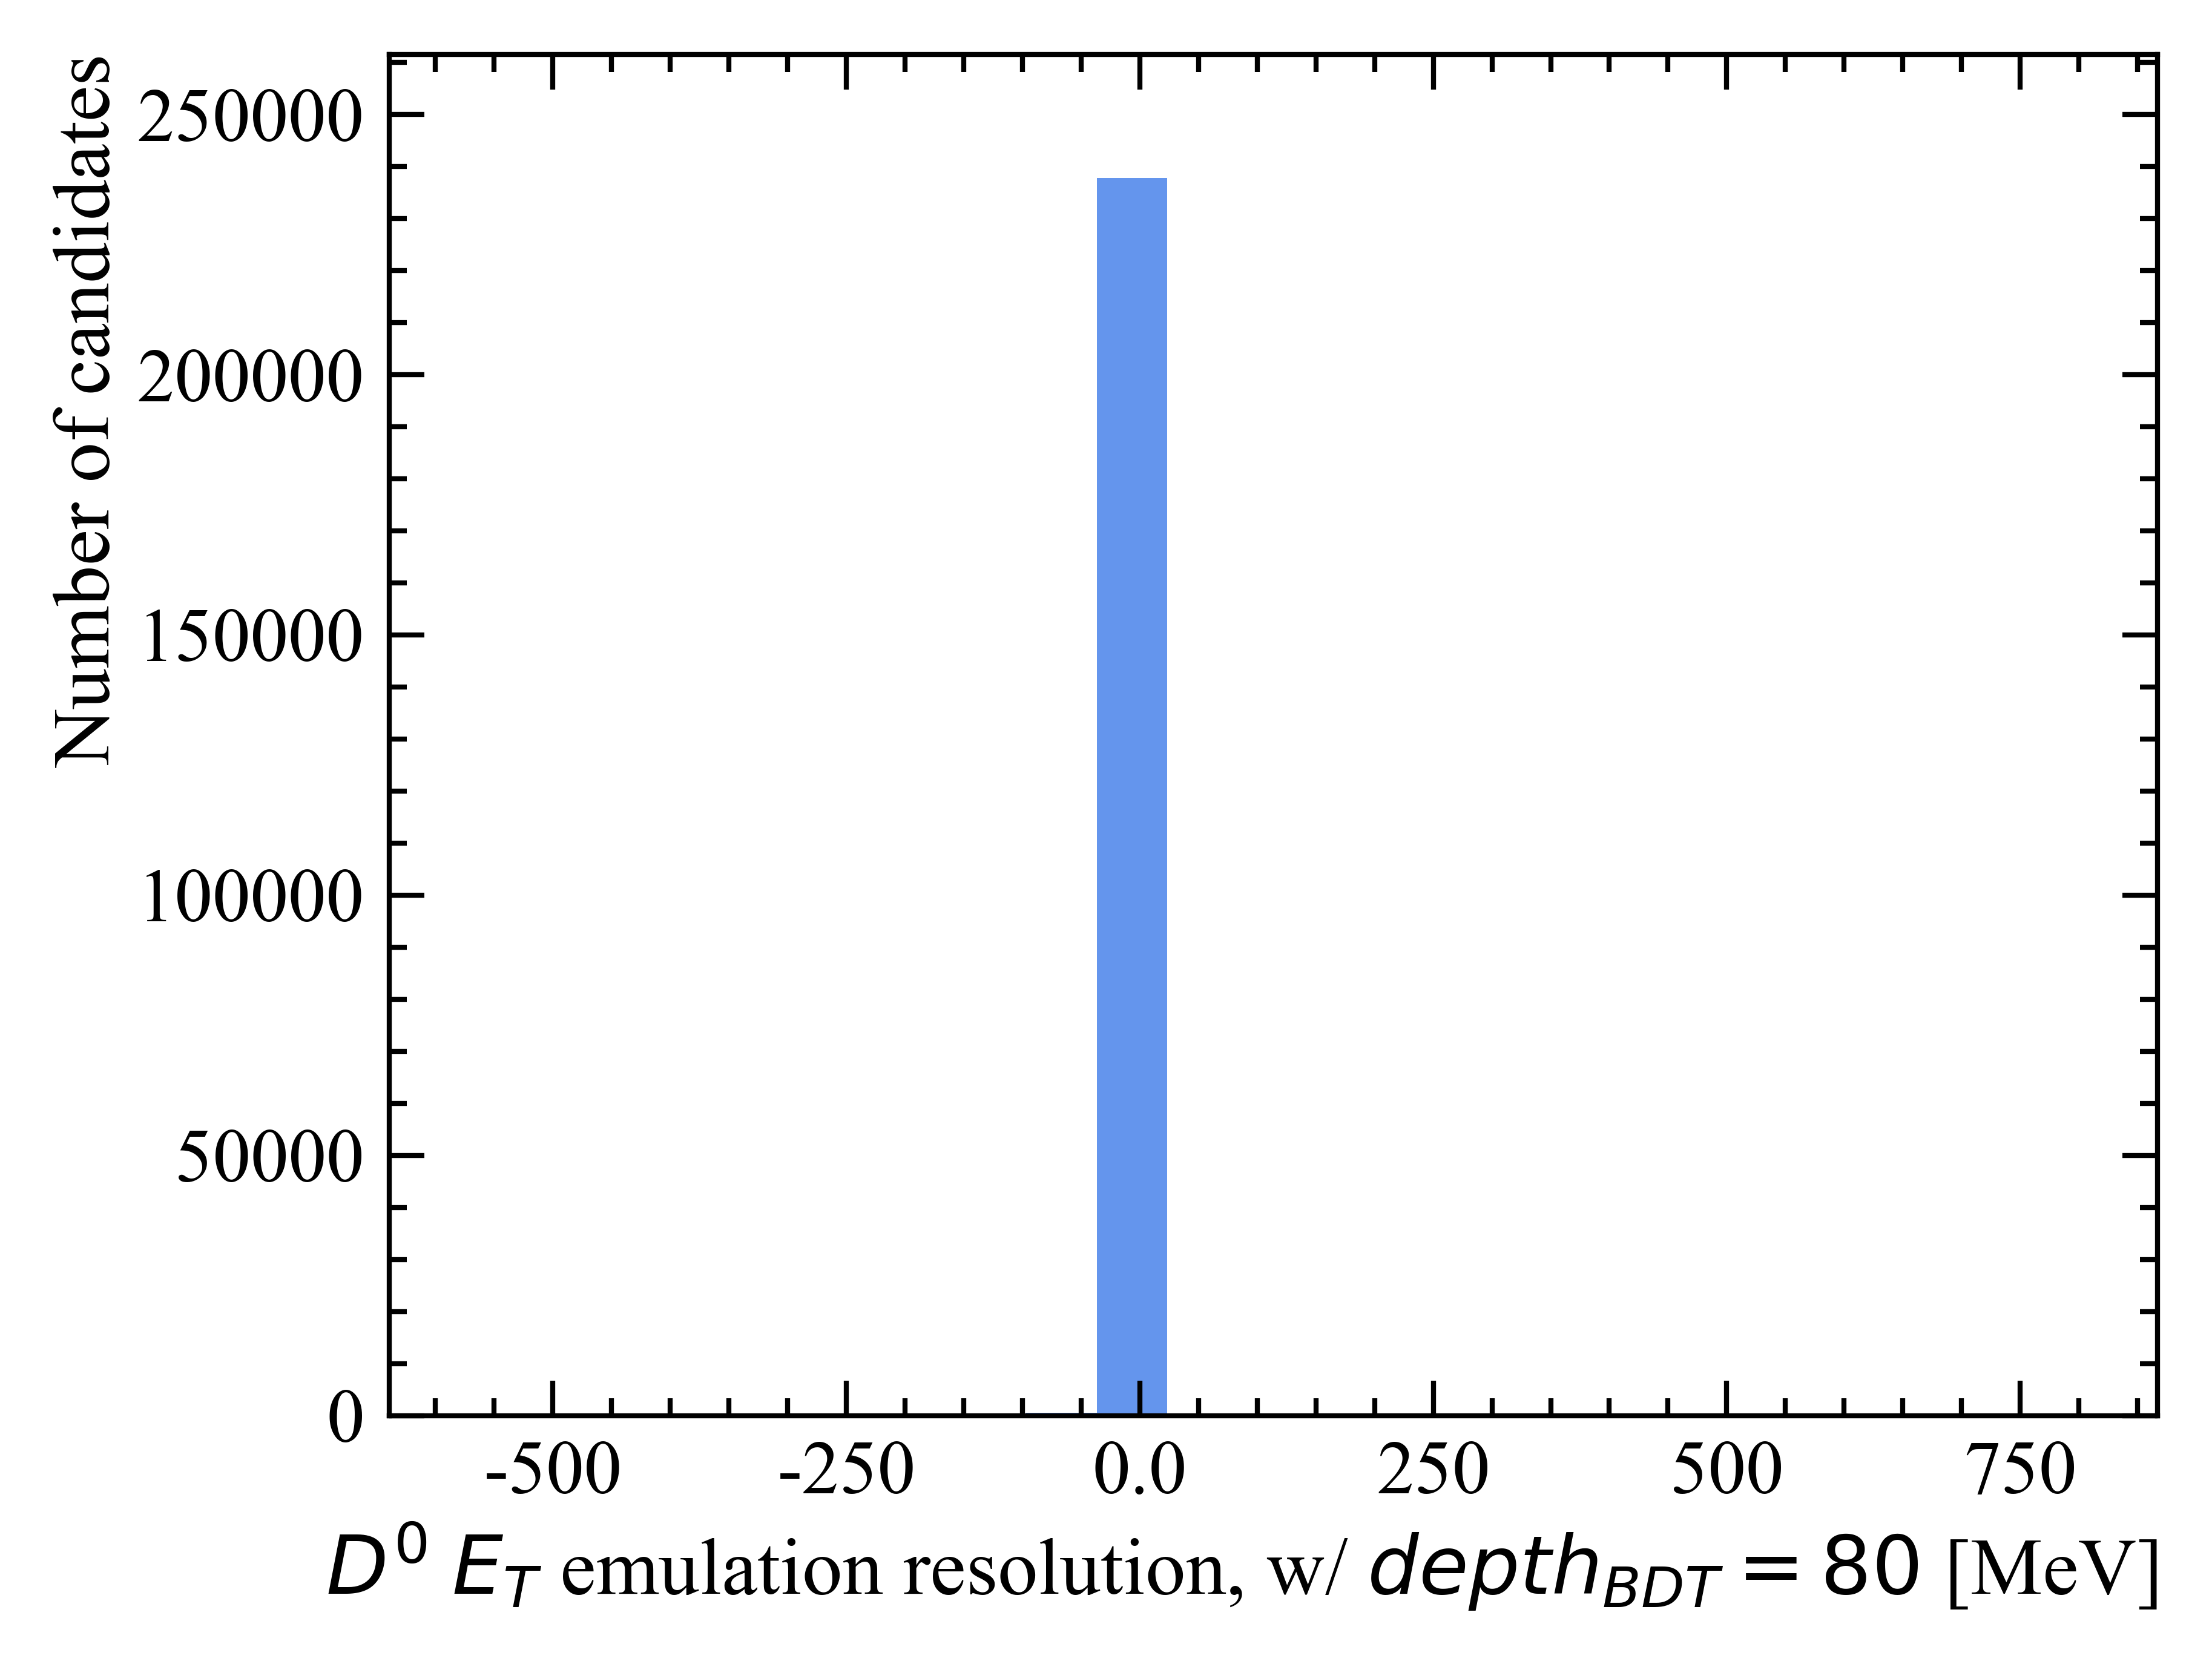 Number of candidates
250000
200000
150000
100000
50000
0
-500 -250 0.0 250 500 750
D⁰ E_T emulation resolution, w/ depth_BDT = 80 [MeV]